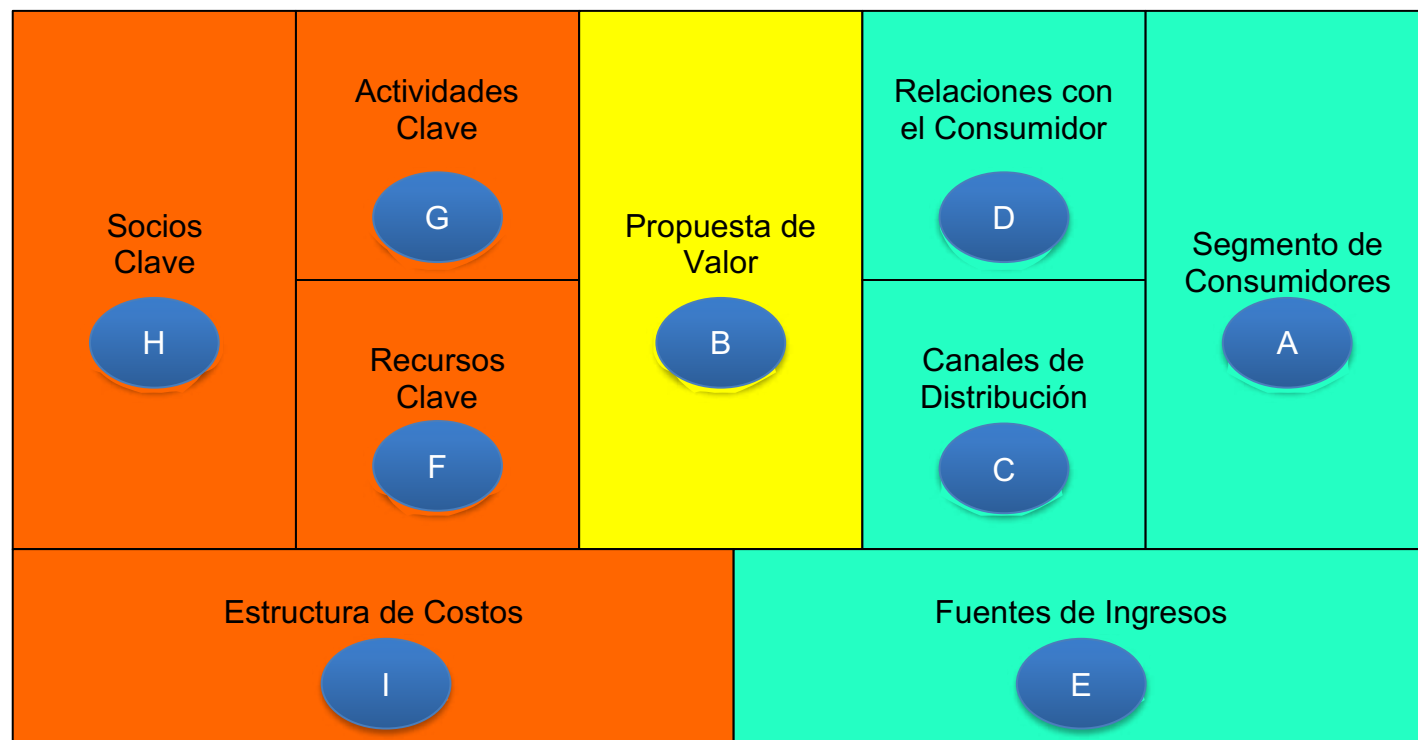 Socios
Clave
H
Actividades
Clave
G
Recursos
Clave
F
Propuesta de
Valor
B
Relaciones con
el Consumidor
D
Canales de
Distribución
C
Segmento de
Consumidores
A
Estructura de Costos
I
Fuentes de Ingresos
E